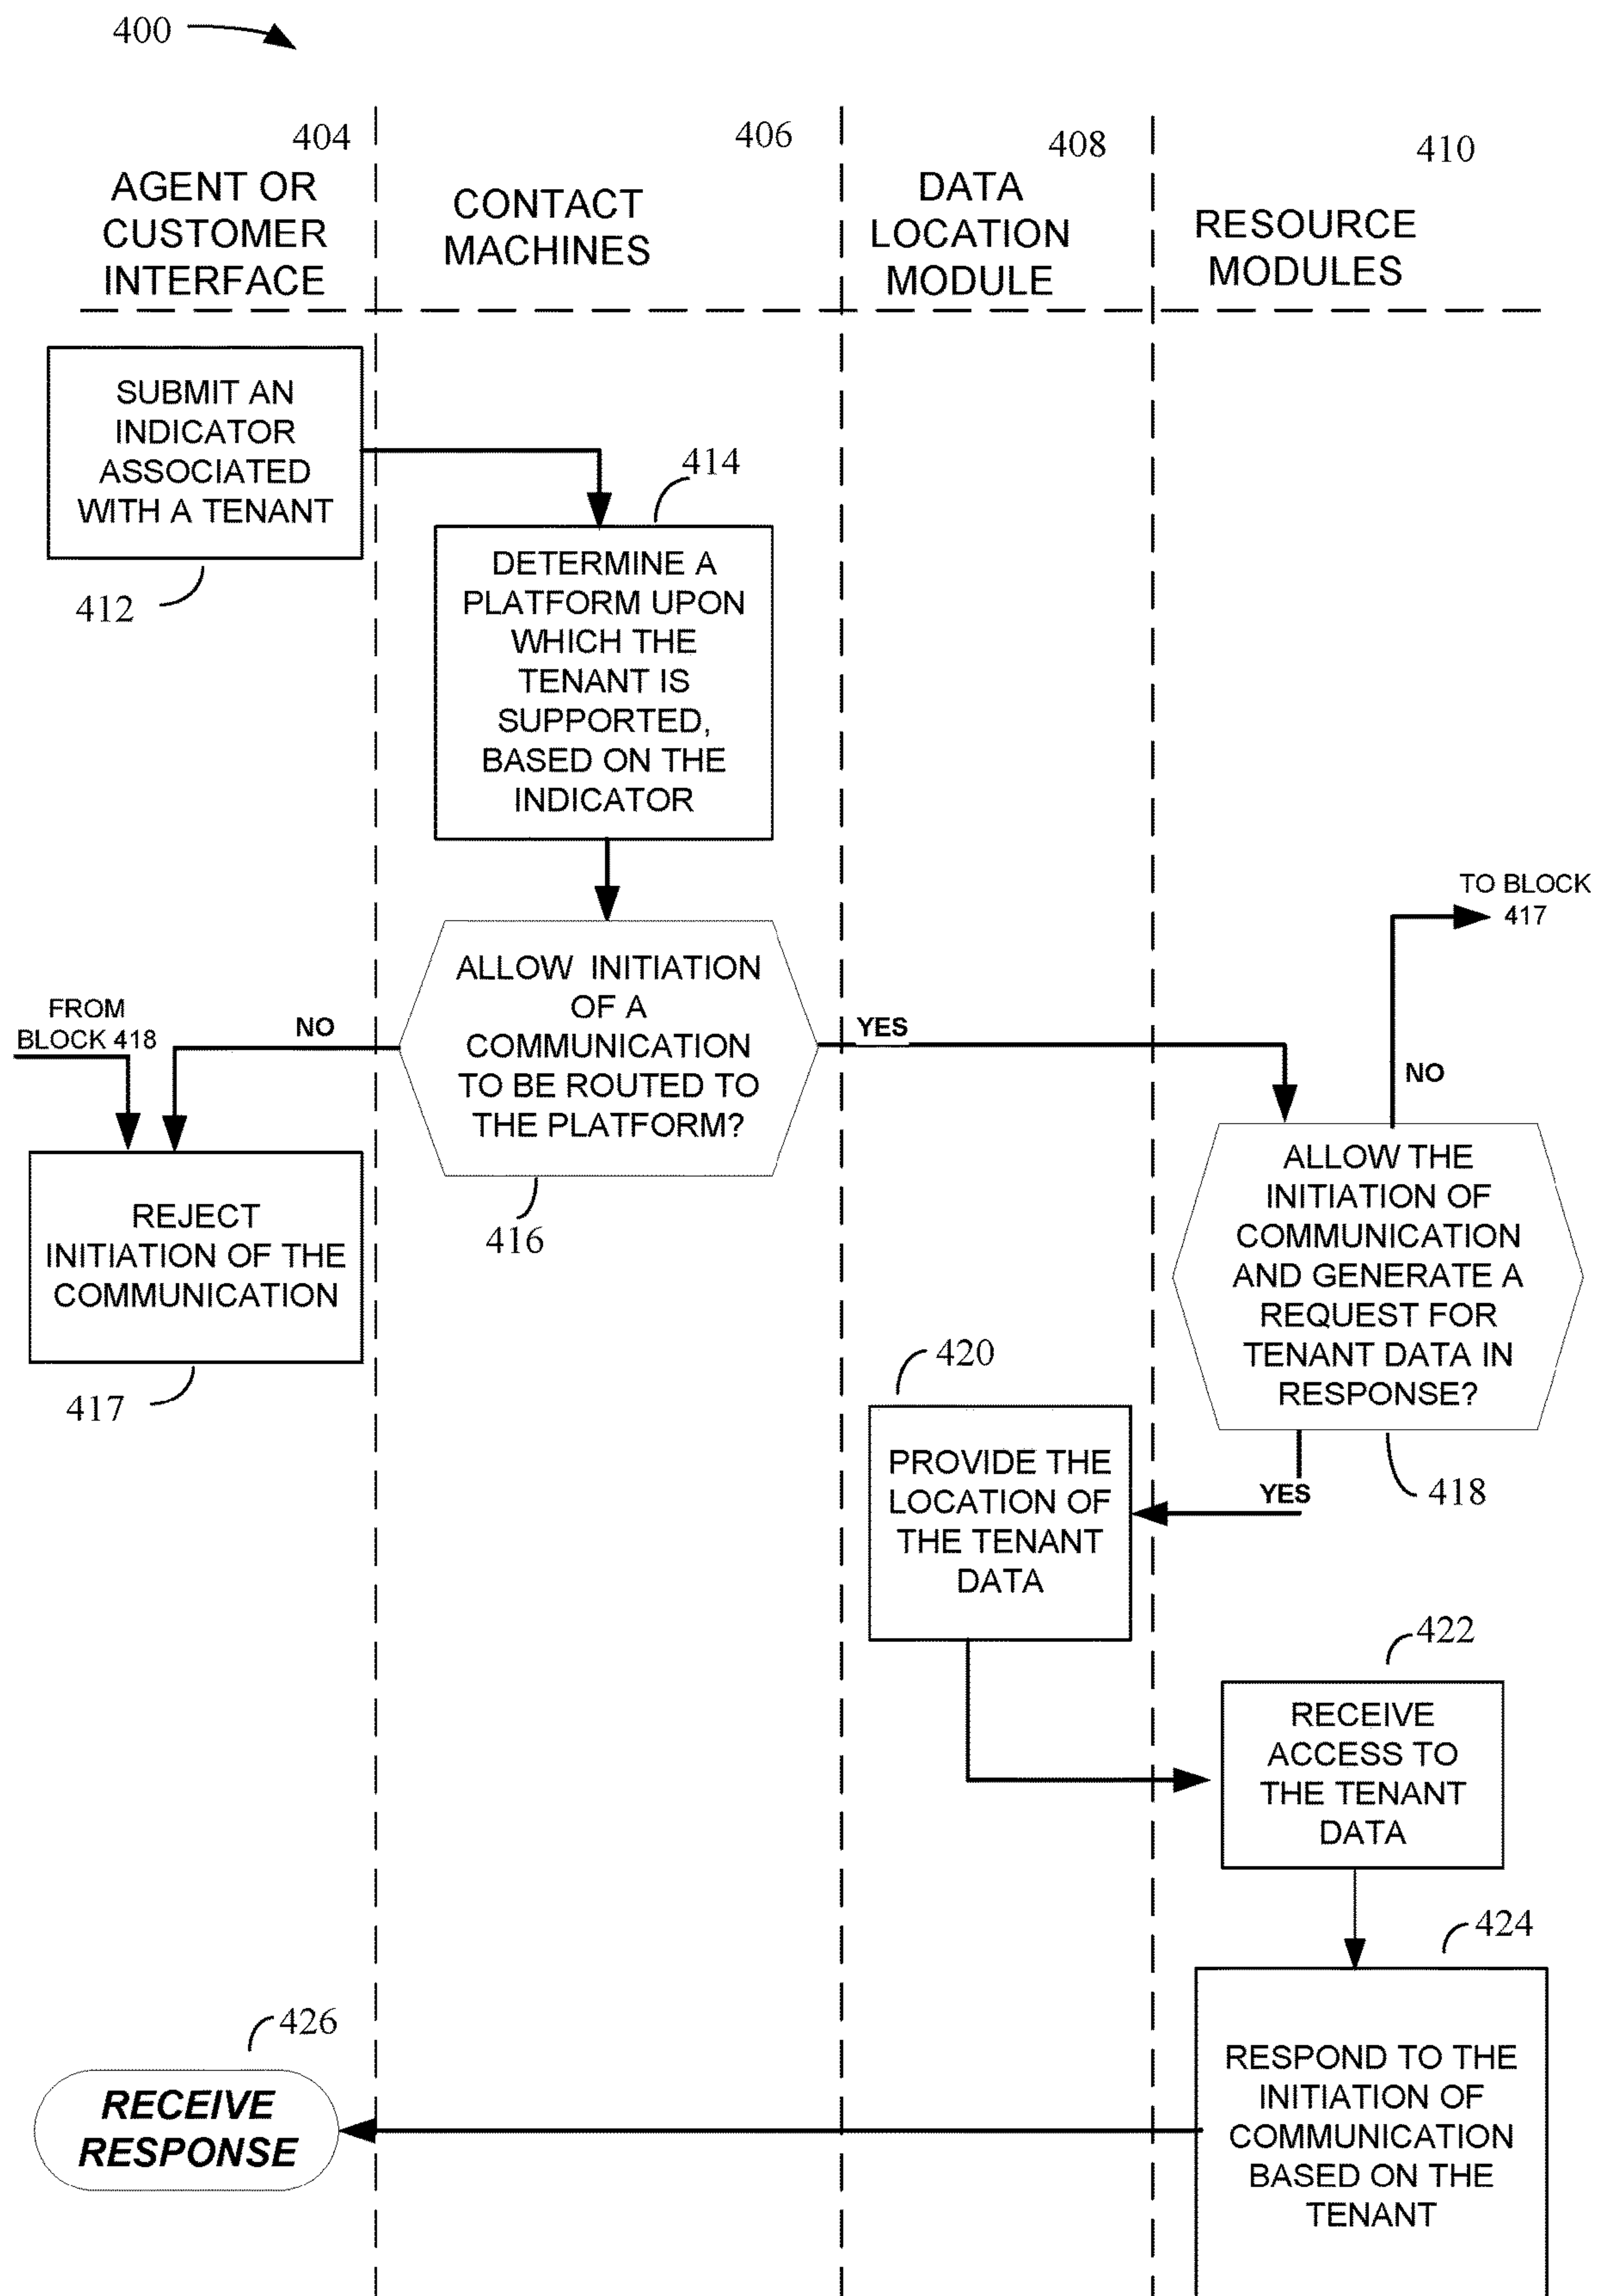 400
404
AGENT OR
CUSTOMER
INTERFACE
406
CONTACT
MACHINES
408
DATA
LOCATION
MODULE
410
RESOURCE
MODULES
SUBMIT AN
INDICATOR
ASSOCIATED
WITH A TENANT
412
414
DETERMINE A
PLATFORM UPON
WHICH THE
TENANT IS
SUPPORTED,
BASED ON THE
INDICATOR
TO BLOCK
417
NO
ALLOW INITIATION
OF A
COMMUNICATION
TO BE ROUTED TO
THE PLATFORM?
416
NO
YES
FROM
BLOCK 418
REJECT
INITIATION OF THE
COMMUNICATION
417
ALLOW THE
INITIATION OF
COMMUNICATION
AND GENERATE A
REQUEST FOR
TENANT DATA IN
RESPONSE?
418
YES
420
PROVIDE THE
LOCATION OF
THE TENANT
DATA
422
RECEIVE
ACCESS TO
THE TENANT
DATA
424
RESPOND TO THE
INITIATION OF
COMMUNICATION
BASED ON THE
TENANT
426
RECEIVE
RESPONSE